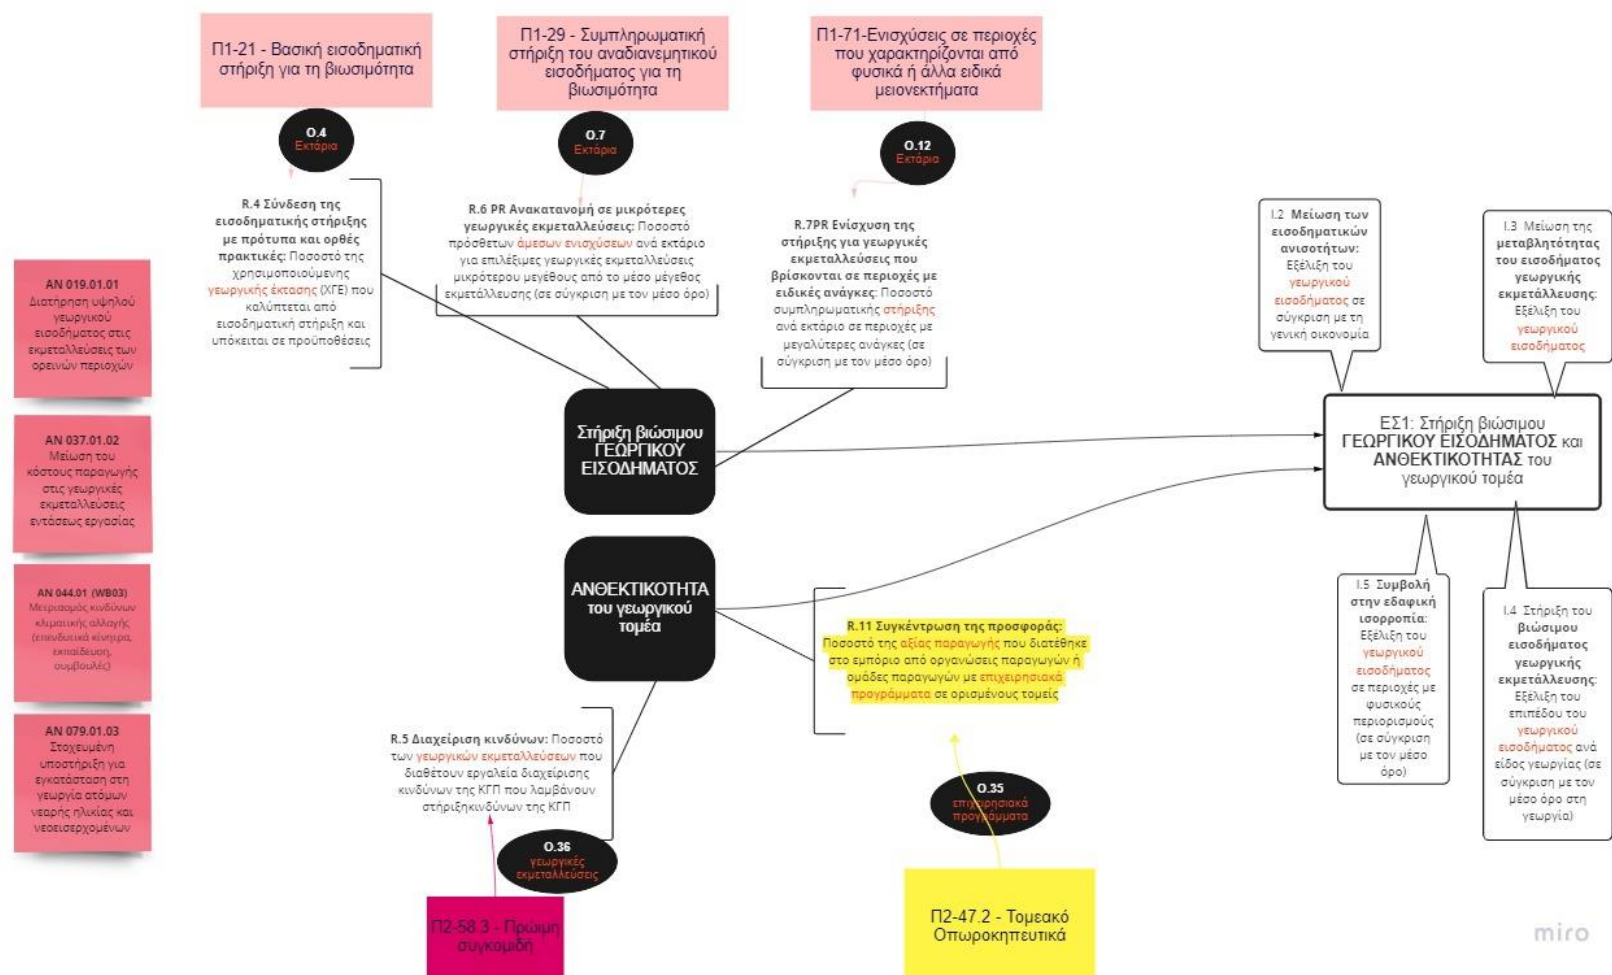 Π1-21 - Βασική εισοδηματική
στήριξη για τη βιωσιμότητα
Π1-29 - Συμπληρωματική
στήριξη του αναδιανεμητικού
εισοδήματος για τη
βιωσιμότητα
Π1-71-Ενισχύσεις σε περιοχές
που χαρακτηρίζονται από
φυσικά ή άλλα ειδικά
μειονεκτήματα
O.4
Εκτάρια
O.7
Εκτάρια
O.12
Εκτάρια
R.4 Σύνδεση της
εισοδηματικής στήριξης
με πρότυπα και ορθές
πρακτικές: Ποσοστό της
χρησιμοποιούμενης
γεωργικής έκτασης (ΧΓΕ) που
καλύπτεται από
εισοδηματική στήριξη και
υπόκειται σε προϋποθέσεις
R.6 PR Ανακατανομή σε μικρότερες
γεωργικές εκμεταλλεύσεις: Ποσοστό
πρόσθετων άμεσων ενισχύσεων ανά εκτάριο
για επιλέξιμες γεωργικές εκμεταλλεύσεις
μικρότερου μεγέθους από το μέσο μέγεθος
εκμετάλλευσης (σε σύγκριση με τον μέσο όρο)
R.7PR Ενίσχυση της
στήριξης για γεωργικές
εκμεταλλεύσεις που
βρίσκονται σε περιοχές με
ειδικές ανάγκες: Ποσοστό
συμπληρωματικής στήριξης
ανά εκτάριο σε περιοχές με
μεγαλύτερες ανάγκες (σε
σύγκριση με τον μέσο όρο)
I.2 Μείωση των
εισοδηματικών
ανισοτήτων:
Εξέλιξη του
γεωργικού
εισοδήματος σε
σύγκριση με τη
γενική οικονομία
I.3 Μείωση της
μεταβλητότητας
του εισοδήματος
γεωργικής
εκμετάλλευσης:
Εξέλιξη του
γεωργικού
εισοδήματος
AN 019.01.01
Διατήρηση υψηλού
γεωργικού
εισοδήματος στις
εκμεταλλεύσεις των
ορεινών περιοχών
AN 037.01.02
Μείωση του
κόστους παραγωγής
στις γεωργικές
εκμεταλλεύσεις
εντάσεως εργασίας
AN 044.01 (WB03)
Μετριασμός κινδύνων
κλιματικής αλλαγής
(επενδυτικά κίνητρα,
εκπαίδευση,
συμβουλές)
AN 079.01.03
Στοχευμένη
υποστήριξη για
εγκατάσταση στη
γεωργία ατόμων
νεαρής ηλικίας και
νεοεισερχομένων
Στήριξη βιώσιμου
ΓΕΩΡΓΙΚΟΥ
ΕΙΣΟΔΗΜΑΤΟΣ
ΑΝΘΕΚΤΙΚΟΤΗΤΑ
του γεωργικού
τομέα
ΕΣ1: Στήριξη βιώσιμου
ΓΕΩΡΓΙΚΟΥ ΕΙΣΟΔΗΜΑΤΟΣ και
ΑΝΘΕΚΤΙΚΟΤΗΤΑΣ του
γεωργικού τομέα
R.11 Συγκέντρωση της προσφοράς:
Ποσοστό της αξίας παραγωγής που διατέθηκε
στο εμπόριο από οργανώσεις παραγωγών ή
ομάδες παραγωγών με επιχειρησιακά
προγράμματα σε ορισμένους τομείς
R.5 Διαχείριση κινδύνων: Ποσοστό
των γεωργικών εκμεταλλεύσεων που
διαθέτουν εργαλεία διαχείρισης
κινδύνων της ΚΓΠ που λαμβάνουν
στήριξηκινδύνων της ΚΓΠ
I.5 Συμβολή
στην εδαφική
ισορροπία:
Εξέλιξη του
γεωργικού
εισοδήματος
σε περιοχές με
φυσικούς
περιορισμούς
(σε σύγκριση
με τον μέσο
όρο)
I.4 Στήριξη του
βιώσιμου
εισοδήματος
γεωργικής
εκμετάλλευσης:
Εξέλιξη του
επιπέδου του
γεωργικού
εισοδήματος ανά
είδος γεωργίας (σε
σύγκριση με τον
μέσο όρο στη
γεωργία)
O.36
γεωργικές
εκμεταλλεύσεις
O.35
επιχειρησιακά
προγράμματα
Π2-58.3 - Πρώιμη
συγκομιδή
Π2-47.2 - Τομεακό
Οπωροκηπευτικά
miro